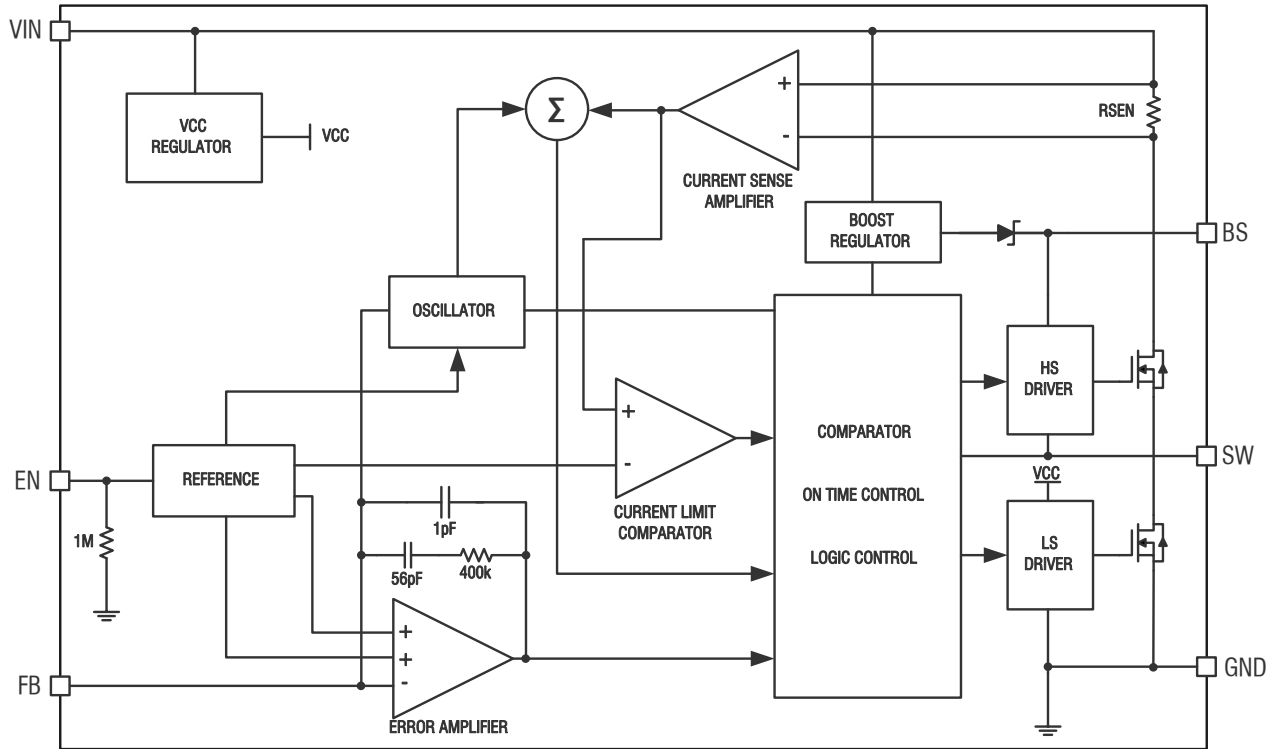 VIN
VCC
REGULATOR
VCC
Σ
+
-
CURRENT SENSE
AMPLIFIER
RSEN
BOOST
REGULATOR
BS
OSCILLATOR
HS
DRIVER
+
-
CURRENT LIMIT
COMPARATOR
COMPARATOR
ON TIME CONTROL
LOGIC CONTROL
SW
VCC
LS
DRIVER
EN
REFERENCE
1M
1pF
56pF
400k
+
+
-
ERROR AMPLIFIER
FB
GND